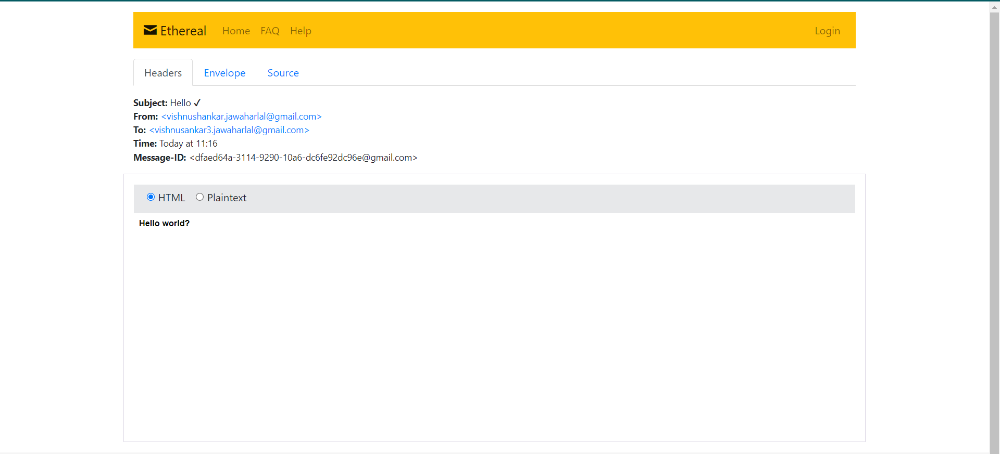 Ethereal Home FAQ Help Login
Headers Envelope Source
Subject: Hello ✔
From: <vishnushankar.jawaharlal@gmail.com>
To: <vishnusankar3.jawaharlal@gmail.com>
Time: Today at 11:16
Message-ID: <dfaed64a-3114-9290-10a6-dc6fe92dc96e@gmail.com>
HTML Plaintext
Hello world?